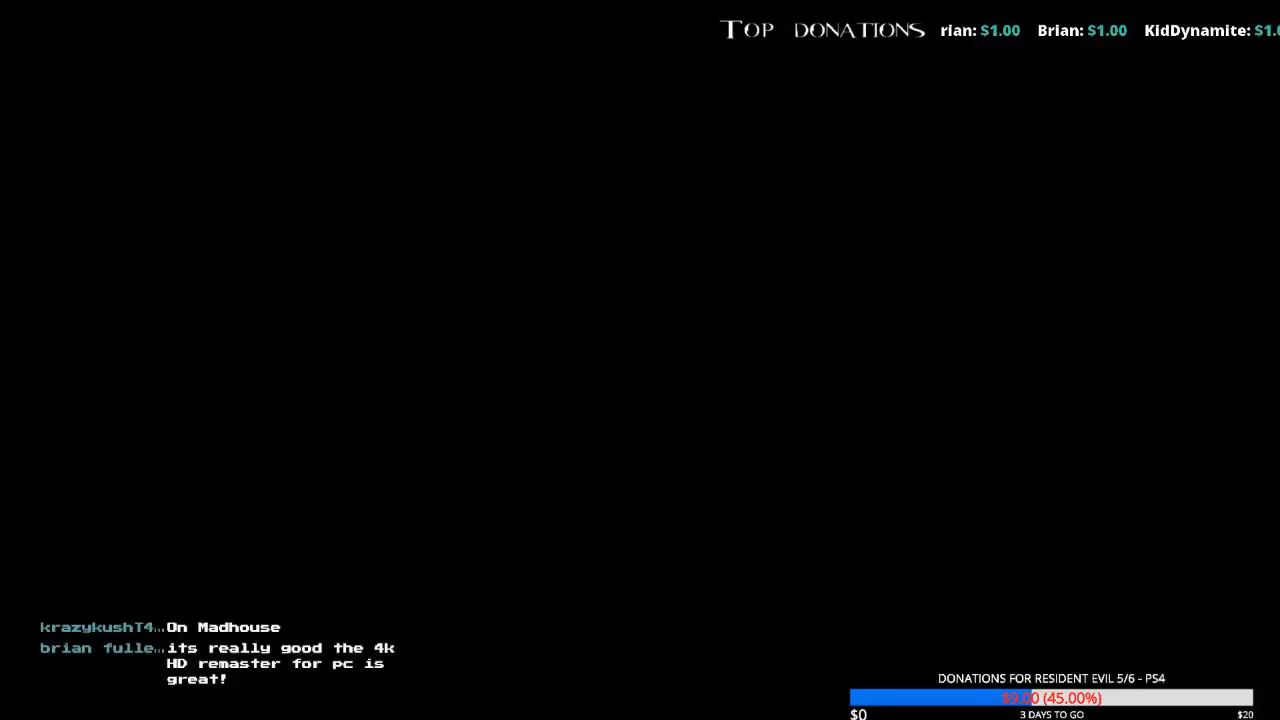 Top donations rian: $1.00 Brian: $1.00 KidDynamite:
krazykushT4... On Madhouse
brian fulle... its really good the 4k
HD remaster for pc is
great!
DONATIONS FOR RESIDENT EVIL 5/6 - PS4
$9.00 (45.00%)
$0 3 DAYS TO GO $20